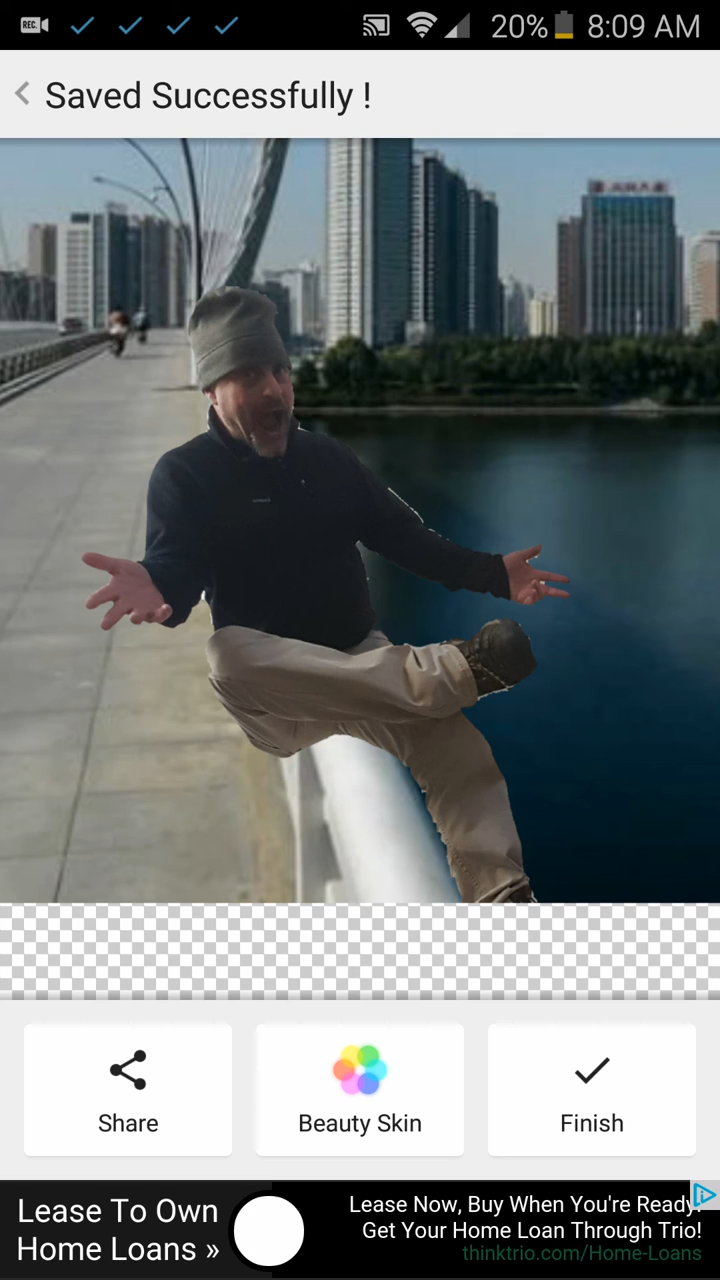 REC.
20%
8:09 AM
Saved Successfully !
Share
Beauty Skin
Finish
Lease To Own
Home Loans »
Lease Now, Buy When You're Ready.
Get Your Home Loan Through Trio!
thinktrio.com/Home-Loans